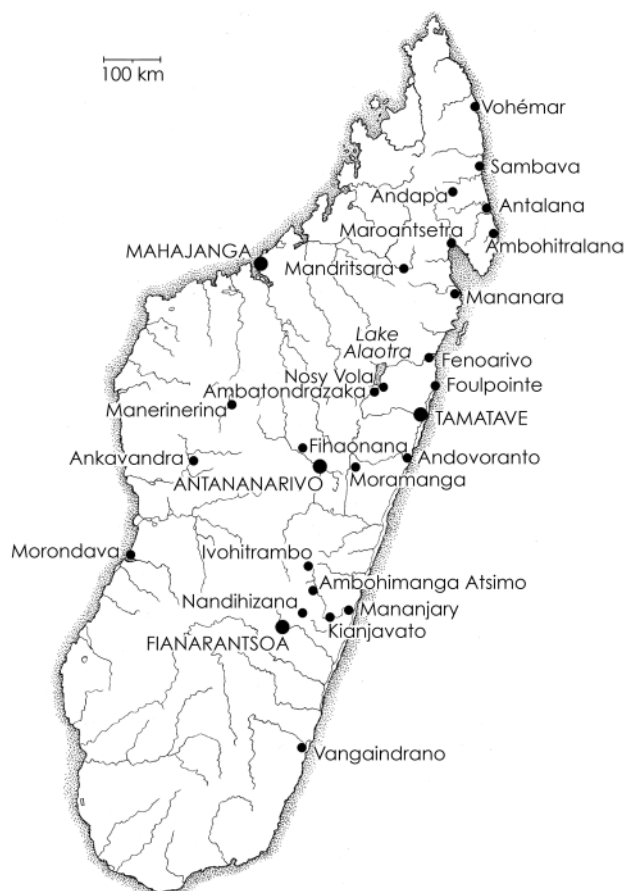 100 km
Vohémar
Sambava
Andapa
Antalana
Maroantsetra
Ambohitralana
MAHAJANGA
Mandritsara
Mananara
Lake
Alaotra
Fenoarivo
Nosy Vola
Foulpointe
Ambatondrazaka
Manerinerina
TAMATAVE
Fihaonana
Ankavandra
Andovoranto
ANTANANARIVO
Moramanga
Morondava
Ivohitrambo
Ambohimanga Atsimo
Nandihizana
Mananjary
Kianjavato
FIANARANTSOA
Vangaindrano